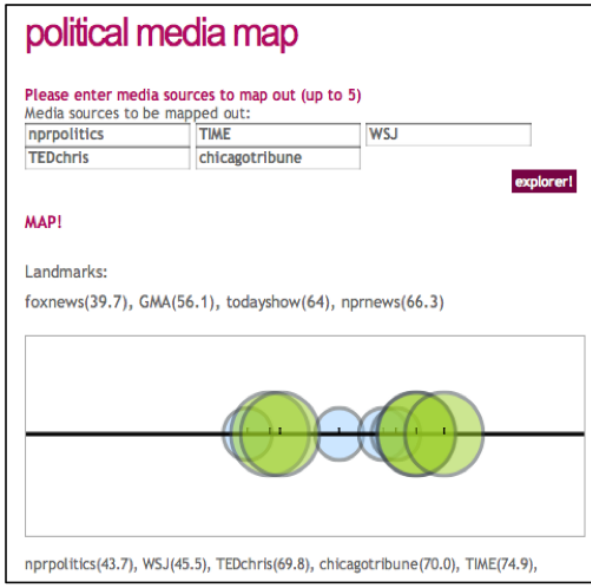 political media map
Please enter media sources to map out (up to 5)
Media sources to be mapped out:
nprpolitics TIME WSJ
TEDchris chicagotribune
explorer!
MAP!
Landmarks:
foxnews(39.7), GMA(56.1), todayshow(64), nprnews(66.3)
nprpolitics(43.7), WSJ(45.5), TEDchris(69.8), chicagotribune(70.0), TIME(74.9),